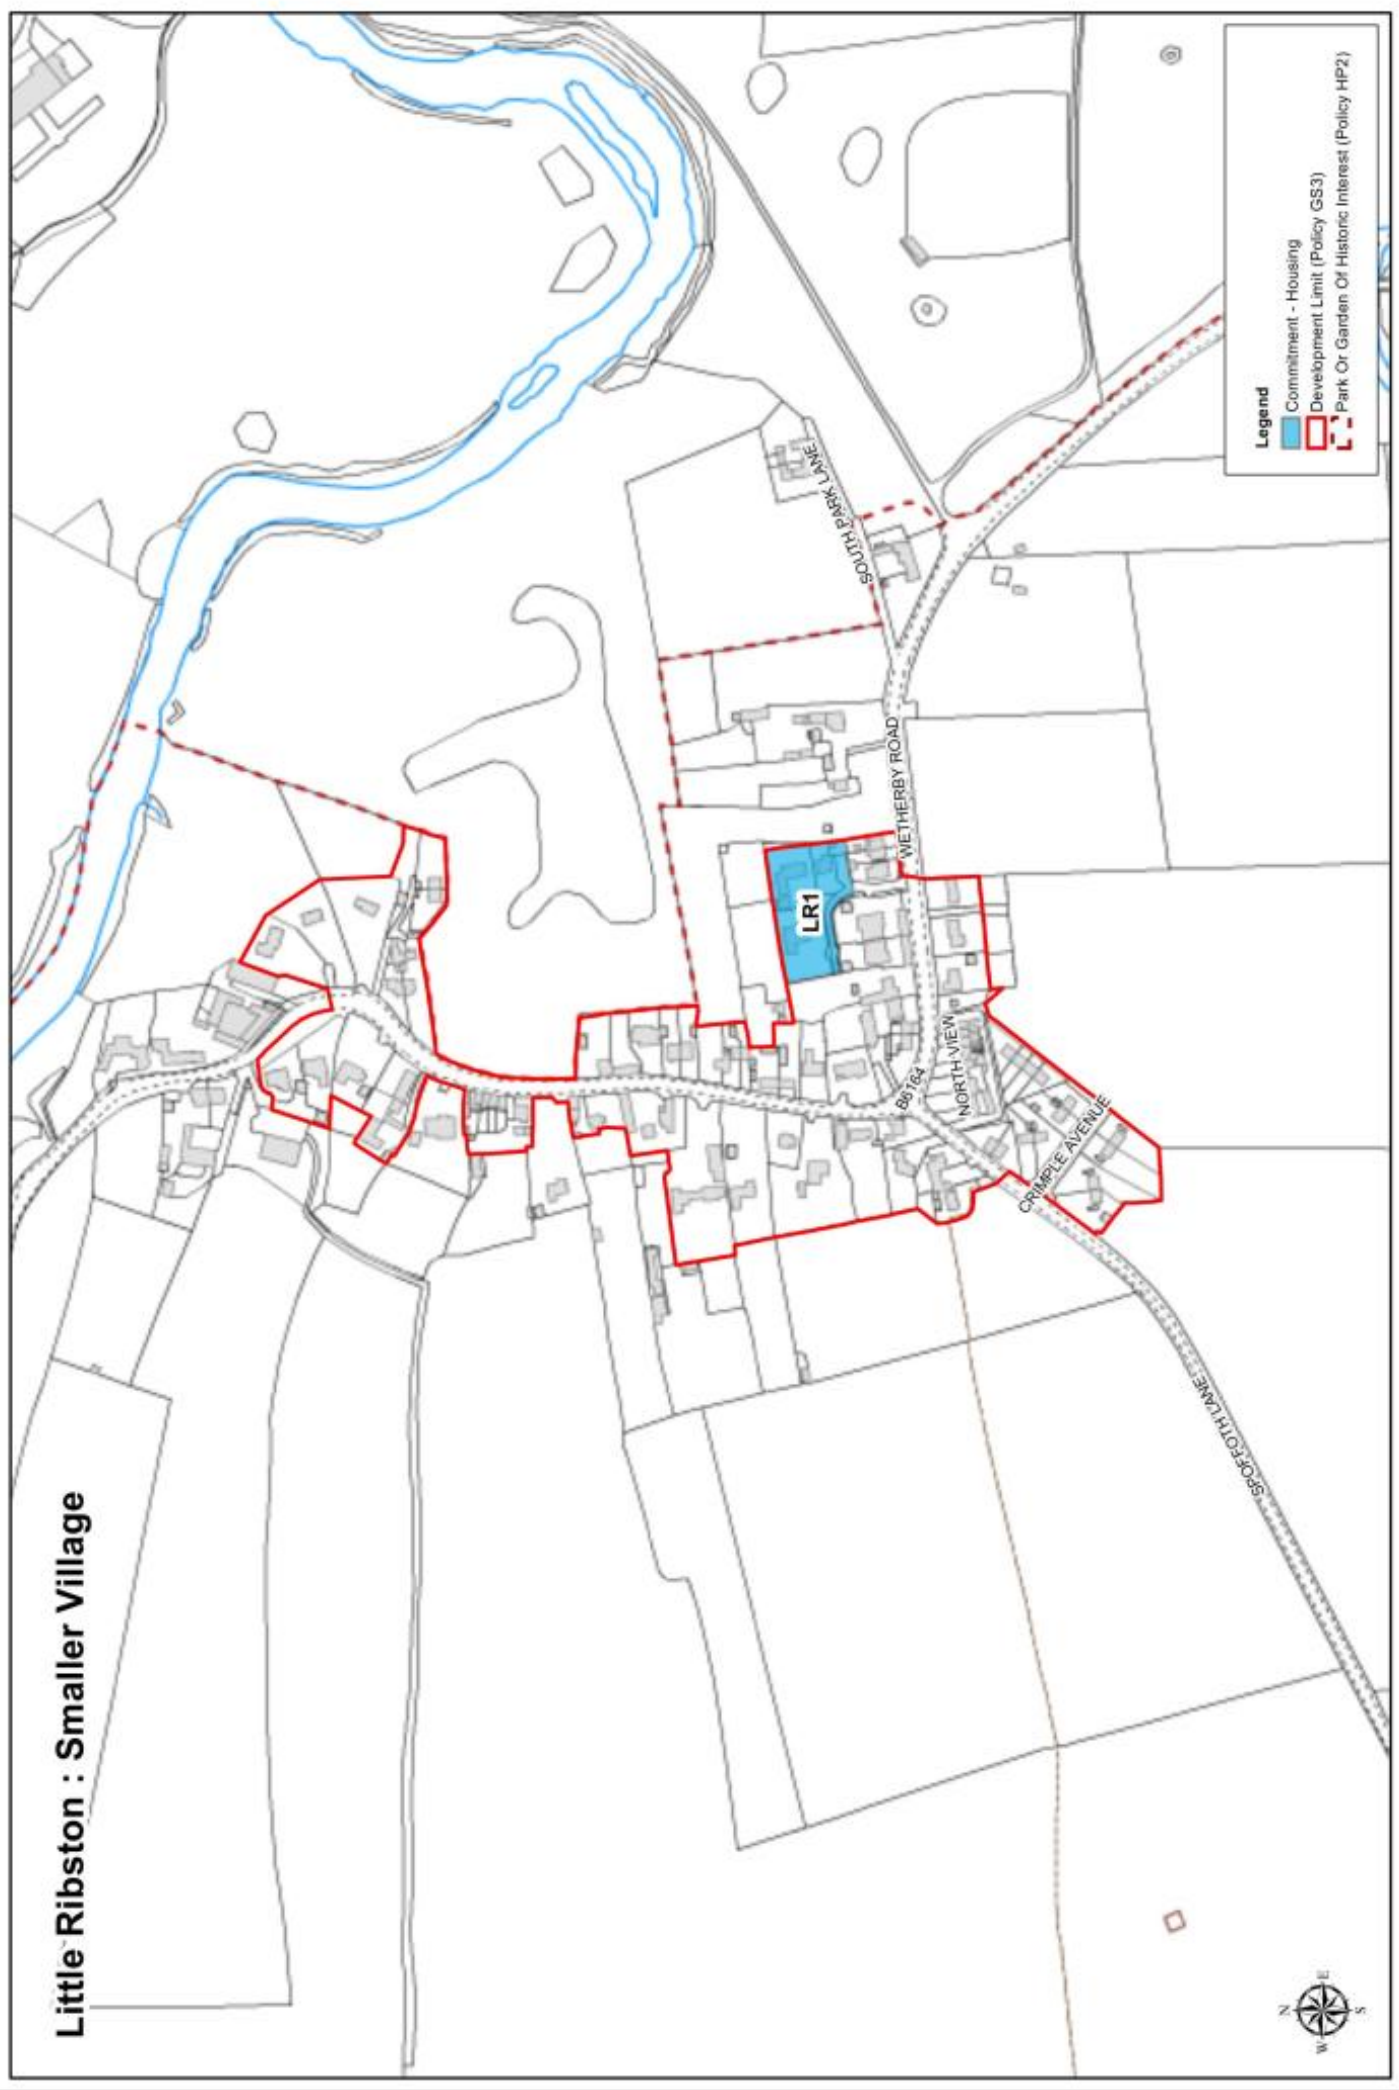 Little Ribston : Smaller Village
SOUTH PARK LANE
WETHERBY ROAD
LR1
B6164
NORTH VIEW
CRIMPLE AVENUE
SPOFFOTH LANE
Legend
Commitment - Housing
Development Limit (Policy GS3)
Park Or Garden Of Historic Interest (Policy HP2)
N
W
E
S